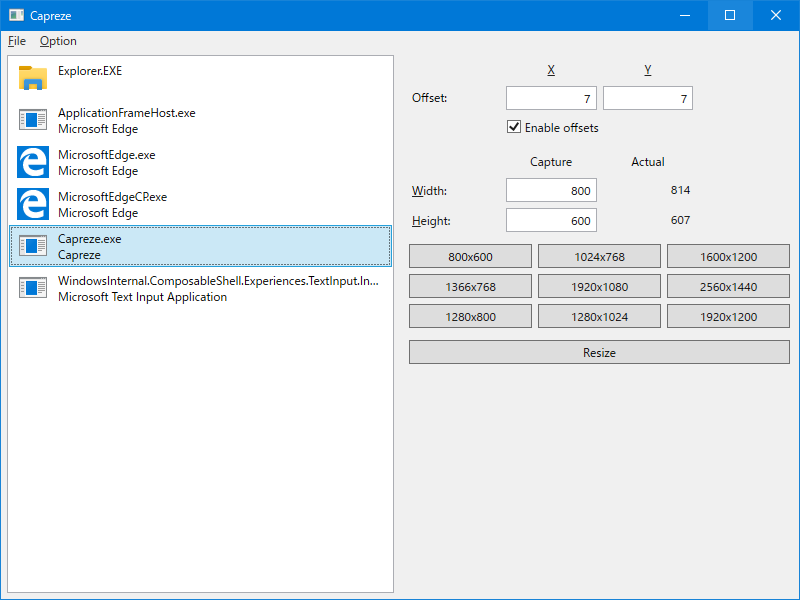 Capreze
File Option
Explorer.EXE
ApplicationFrameHost.exe
Microsoft Edge
MicrosoftEdge.exe
Microsoft Edge
MicrosoftEdgeCP.exe
Microsoft Edge
Capreze.exe
Capreze
WindowsInternal.ComposableShell.Experiences.TextInput.In...
Microsoft Text Input Application
X Y
Offset: 7 7
Enable offsets
Capture Actual
Width: 800 814
Height: 600 607
800x600 1024x768 1600x1200
1366x768 1920x1080 2560x1440
1280x800 1280x1024 1920x1200
Resize